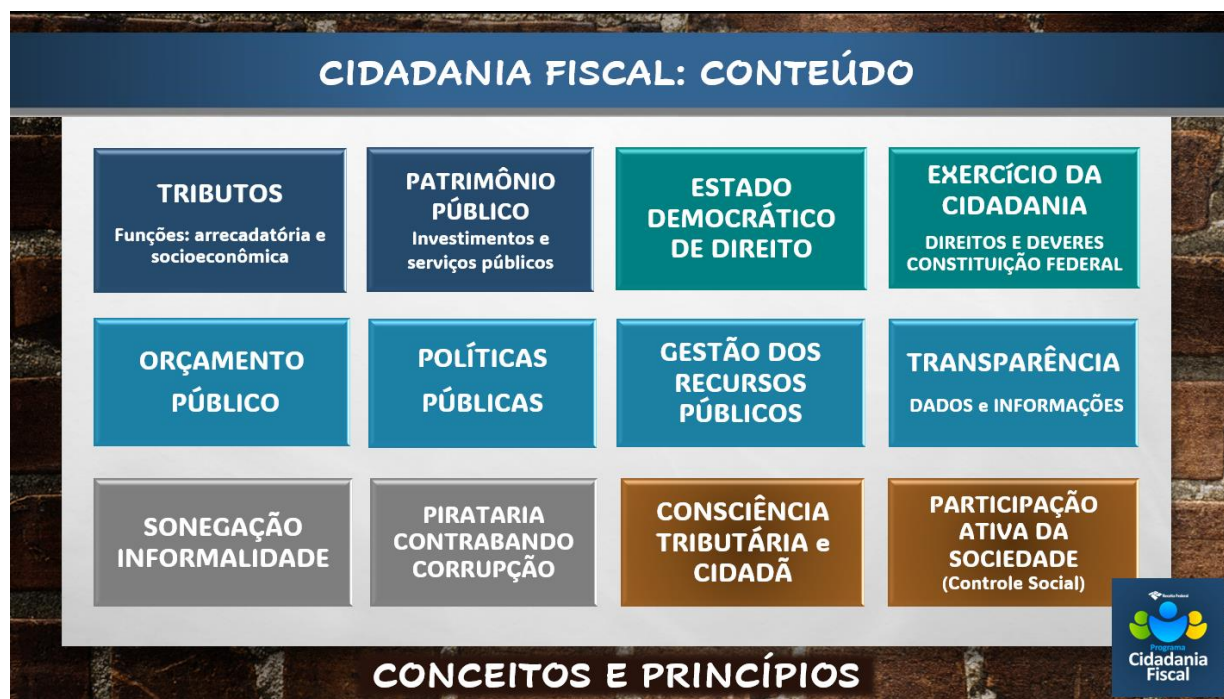 CIDADANIA FISCAL: CONTEÚDO
TRIBUTOS
Funções: arrecadatória e
socioeconômica
PATRIMÔNIO
PÚBLICO
Investimentos e
serviços públicos
ESTADO
DEMOCRÁTICO
DE DIREITO
EXERCíCIO DA
CIDADANIA
DIREITOS E DEVERES
CONSTITUIÇÃO FEDERAL
ORÇAMENTO
PÚBLICO
POLÍTICAS
PÚBLICAS
GESTÃO DOS
RECURSOS
PÚBLICOS
TRANSPARÊNCIA
DADOS e INFORMAÇÕES
SONEGAÇÃO
INFORMALIDADE
PIRATARIA
CONTRABANDO
CORRUPÇÃO
CONSCIÊNCIA
TRIBUTÁRIA e
CIDADÃ
PARTICIPAÇÃO
ATIVA DA
SOCIEDADE
(Controle Social)
Receita Federal
Programa
Cidadania
Fiscal
CONCEITOS E PRINCÍPIOS